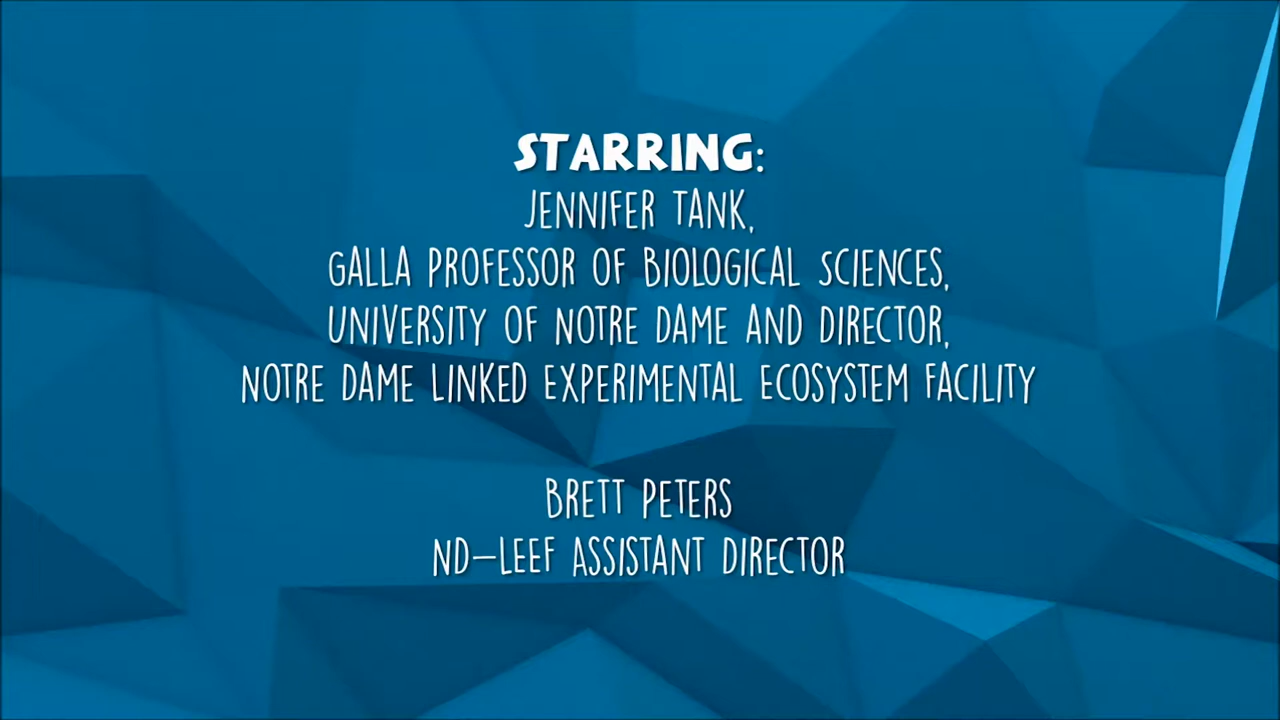 STARRING:
JENNIFER TANK,
GALLA PROFESSOR OF BIOLOGICAL SCIENCES,
UNIVERSITY OF NOTRE DAME AND DIRECTOR,
NOTRE DAME LINKED EXPERIMENTAL ECOSYSTEM FACILITY
BRETT PETERS
ND-LEEF ASSISTANT DIRECTOR